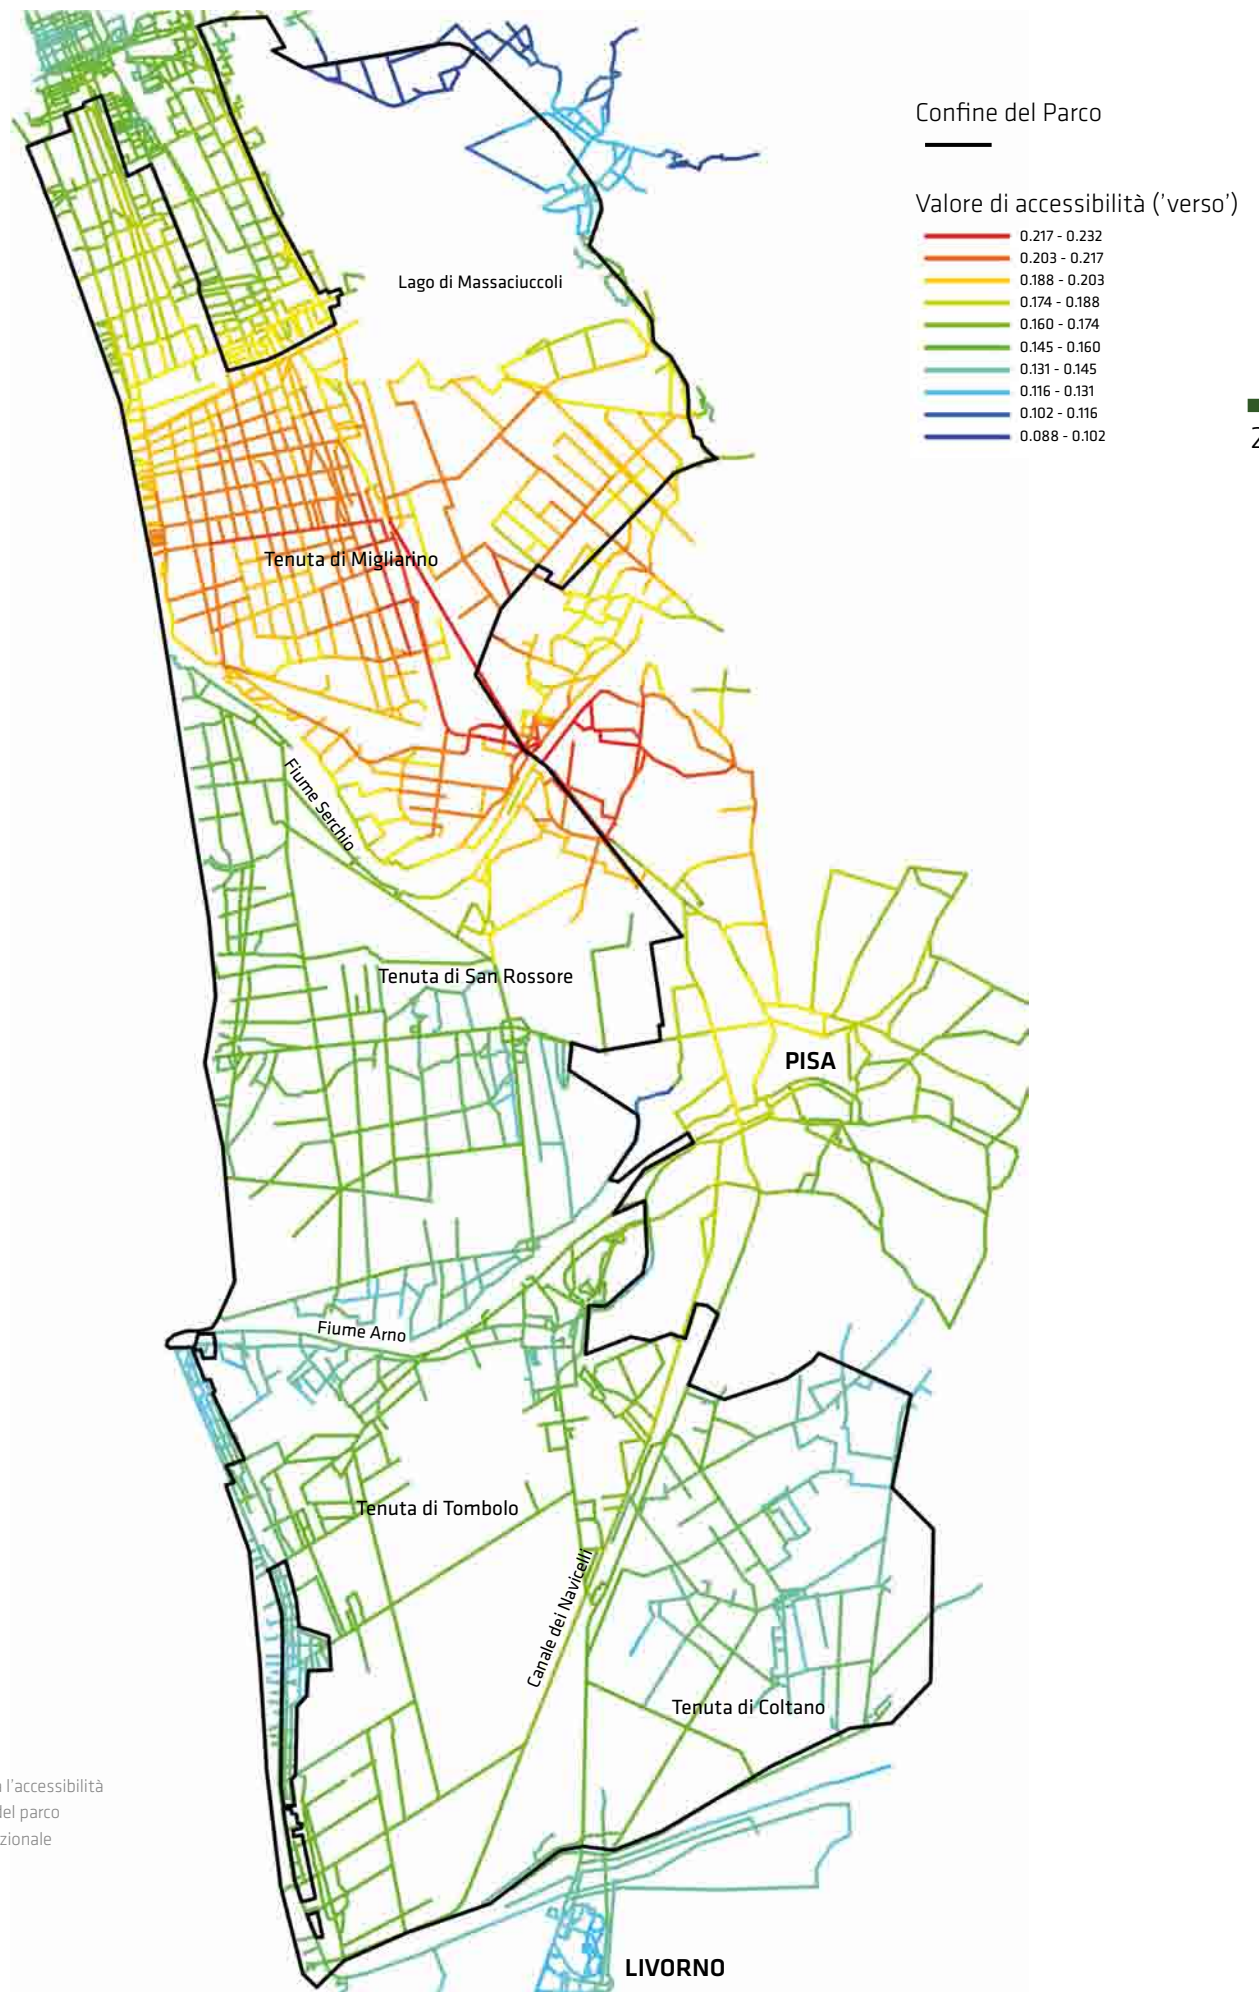 Confine del Parco
Valore di accessibilità ('verso')
0.217 - 0.232
0.203 - 0.217
0.188 - 0.203
0.174 - 0.188
0.160 - 0.174
0.145 - 0.160
0.131 - 0.145
0.116 - 0.131
0.102 - 0.116
0.088 - 0.102
Lago di Massaciuccoli
Tenuta di Migliarino
Fiume Serchio
Tenuta di San Rossore
PISA
Fiume Arno
Tenuta di Tombolo
Canale dei Navicelli
Tenuta di Coltano
l'accessibilità
del parco
zionale
LIVORNO